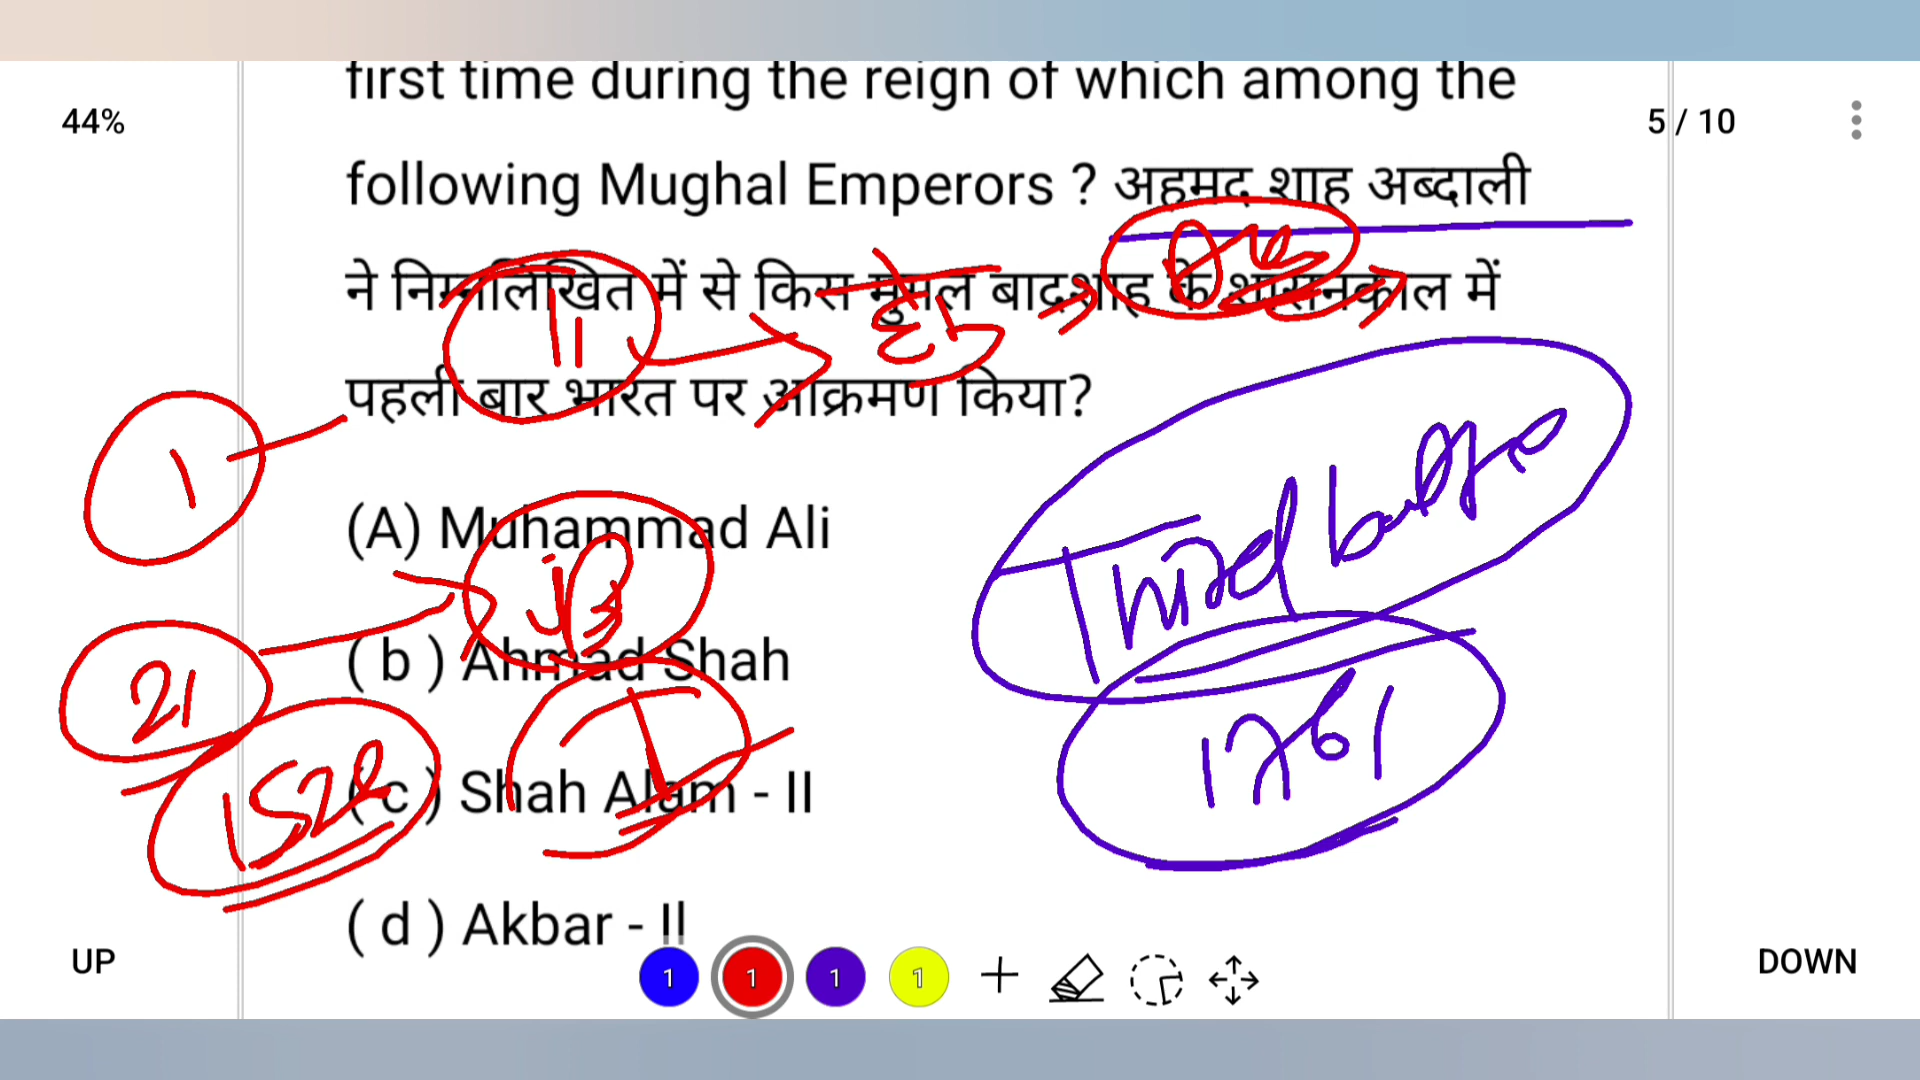 first time during the reign of which among the
44%
5 / 10
following Mughal Emperors ? अहमद शाह अब्दाली
ने निम्नलिखित में से किस मुगल बादशाह के शासनकाल में
11
पहली बार भारत पर आक्रमण किया?
1
Third battle
(A) Muhammad Ali
( b ) Ahmad Shah
21
1761
( c ) Shah Alam - II
I
( d ) Akbar - II
UP
DOWN
1 1 1 1